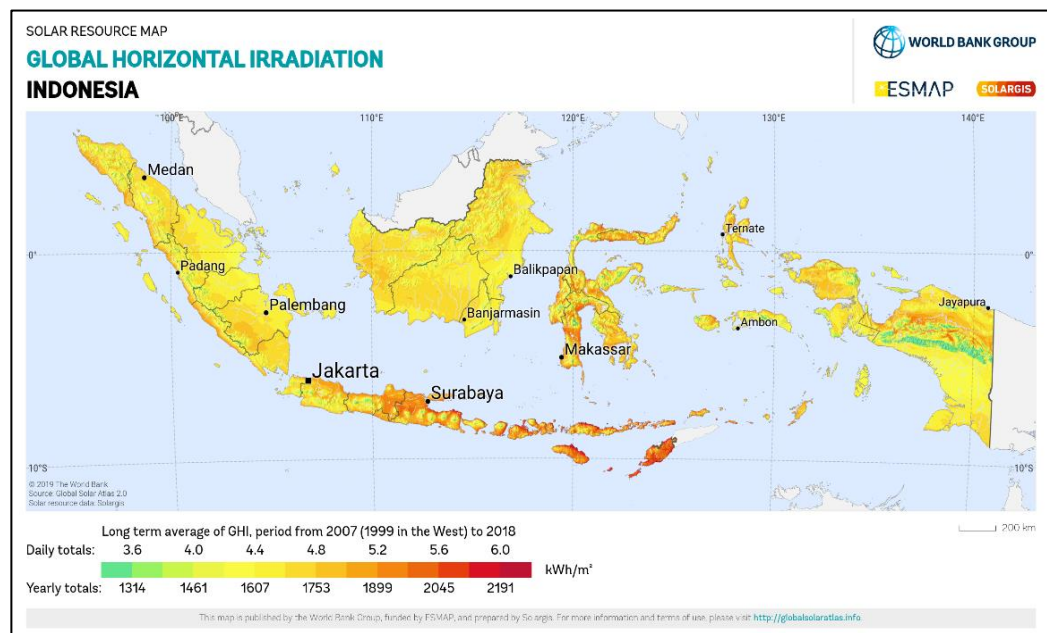 SOLAR RESOURCE MAP
GLOBAL HORIZONTAL IRRADIATION
INDONESIA
WORLD BANK GROUP
ESMAP
SOLARGIS
100°E
110°E
120°E
130°E
140°E
Medan
Ternate
0°
0°
Padang
Balikpapan
Palembang
Jayapura
Banjarmasin
Ambon
Makassar
Jakarta
Surabaya
10°S
10°S
© 2019 The World Bank
Source: Global Solar Atlas 2.0
Solar resource data: Solargis
Long term average of GHI, period from 2007 (1999 in the West) to 2018
200 km
Daily totals: 3.6 4.0 4.4 4.8 5.2 5.6 6.0
kWh/m²
Yearly totals: 1314 1461 1607 1753 1899 2045 2191
This map is published by the World Bank Group, funded by ESMAP, and prepared by Solargis. For more information and terms of use, please visit http://globalsolaratlas.info.